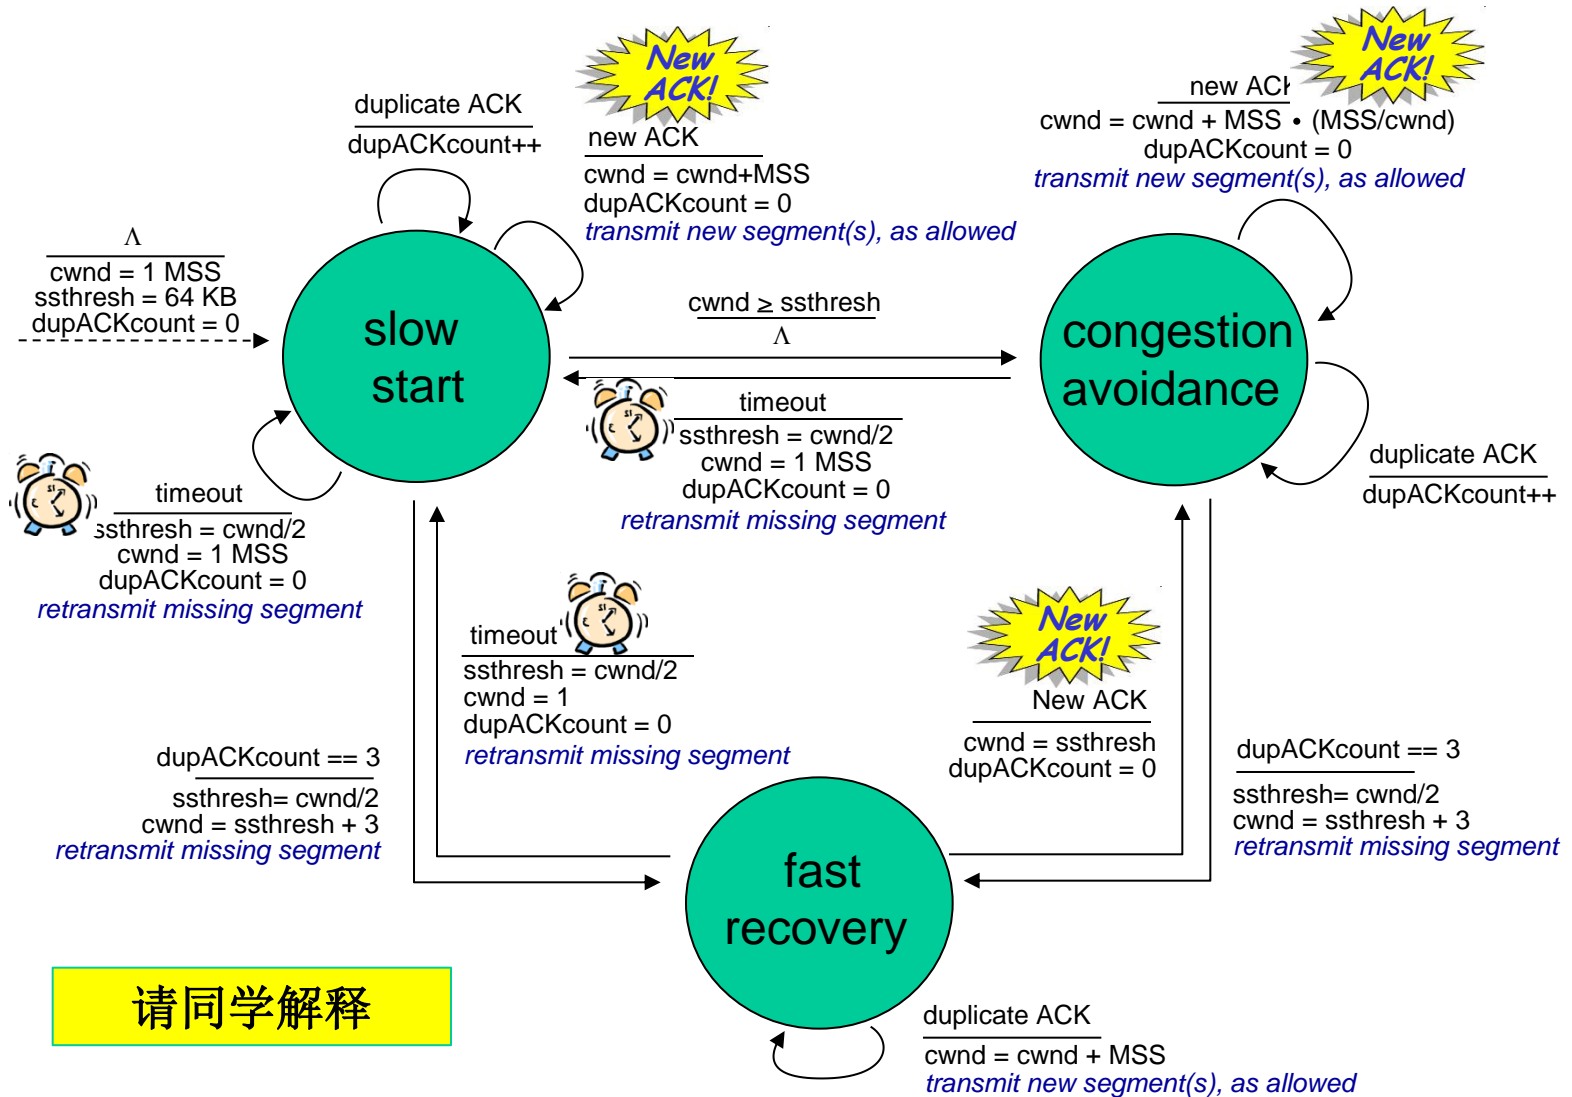 New
ACK!
new ACK
cwnd = cwnd+MSS
dupACKcount = 0
transmit new segment(s), as allowed
duplicate ACK
dupACKcount++
Λ
cwnd = 1 MSS
ssthresh = 64 KB
dupACKcount = 0
slow
start
New
ACK!
new ACK
cwnd = cwnd + MSS • (MSS/cwnd)
dupACKcount = 0
transmit new segment(s), as allowed
cwnd ≥ ssthresh
Λ
congestion
avoidance
timeout
ssthresh = cwnd/2
cwnd = 1 MSS
dupACKcount = 0
retransmit missing segment
duplicate ACK
dupACKcount++
timeout
ssthresh = cwnd/2
cwnd = 1 MSS
dupACKcount = 0
retransmit missing segment
timeout
ssthresh = cwnd/2
cwnd = 1
dupACKcount = 0
retransmit missing segment
New
ACK!
New ACK
cwnd = ssthresh
dupACKcount = 0
dupACKcount == 3
ssthresh= cwnd/2
cwnd = ssthresh + 3
retransmit missing segment
dupACKcount == 3
ssthresh= cwnd/2
cwnd = ssthresh + 3
retransmit missing segment
fast
recovery
请同学解释
duplicate ACK
cwnd = cwnd + MSS
transmit new segment(s), as allowed